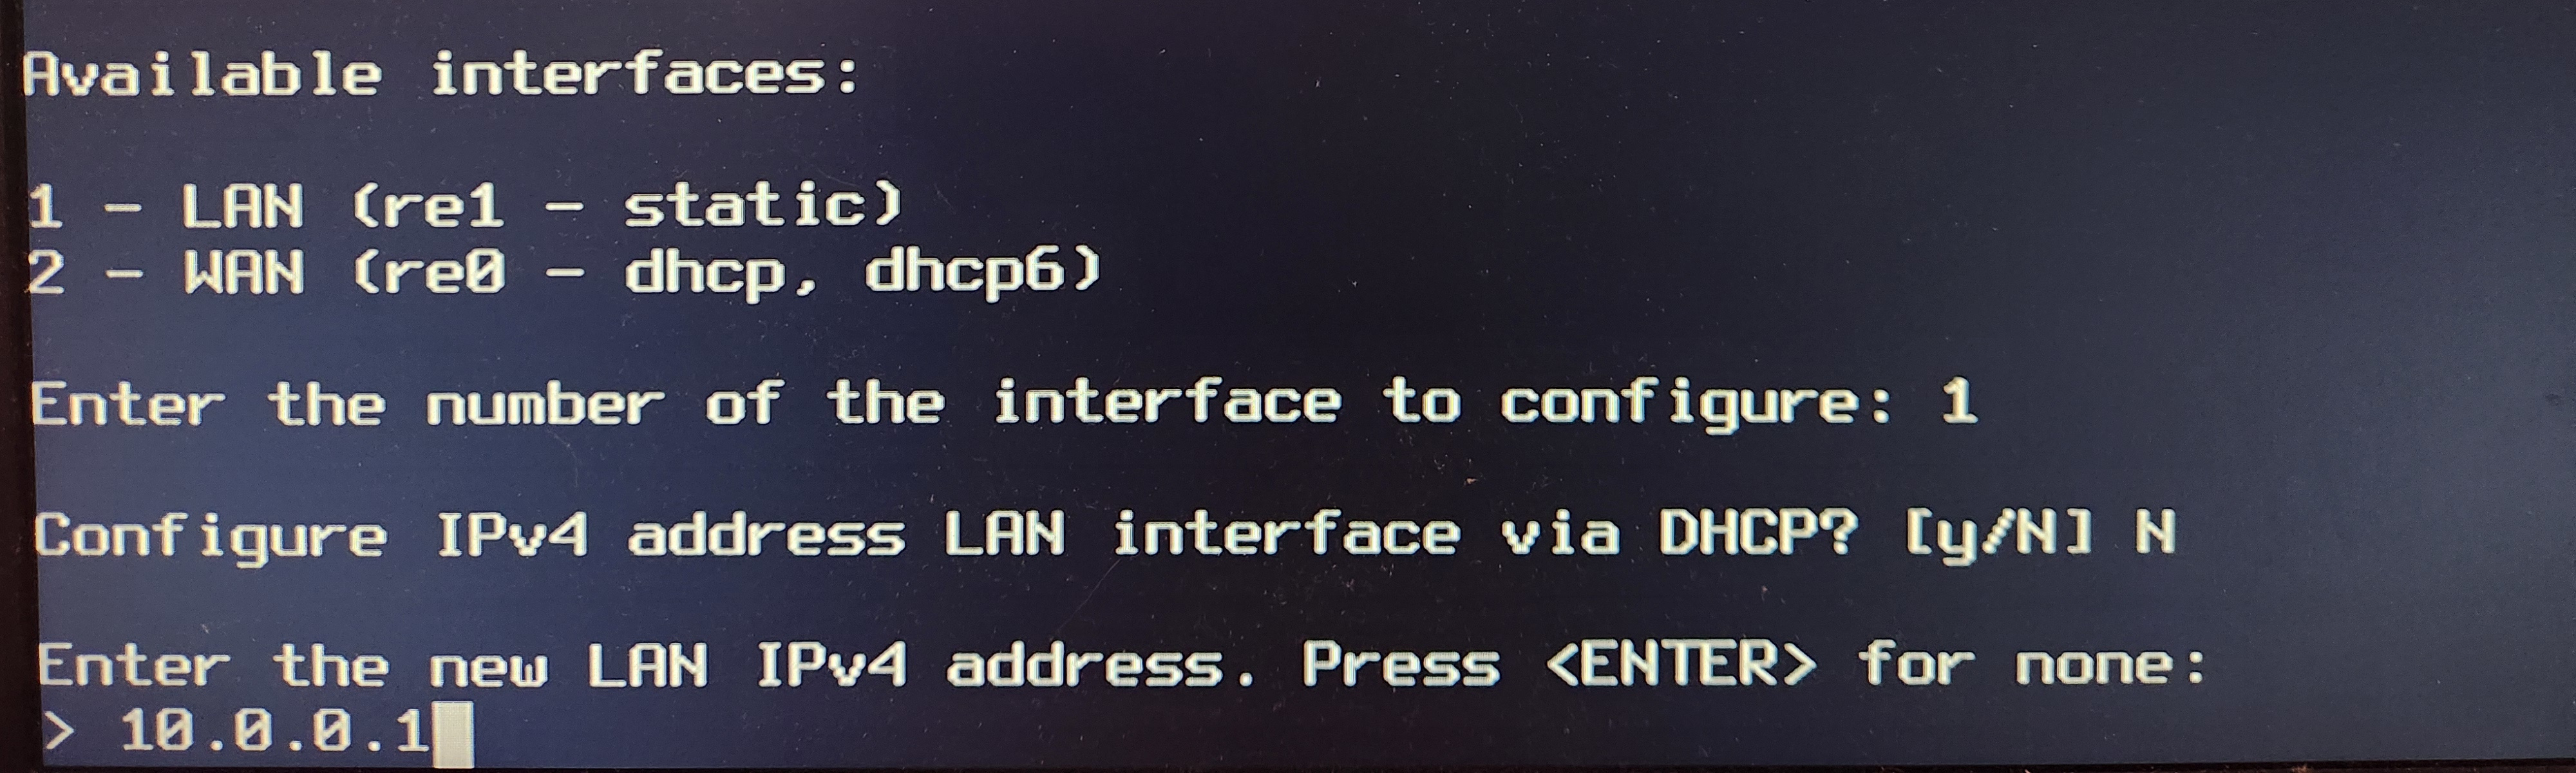 Available interfaces:
1 - LAN (re1 - static)
2 - WAN (re0 - dhcp, dhcp6)
Enter the number of the interface to configure: 1
Configure IPv4 address LAN interface via DHCP? [y/N] N
Enter the new LAN IPv4 address. Press <ENTER> for none:
> 10.0.0.1